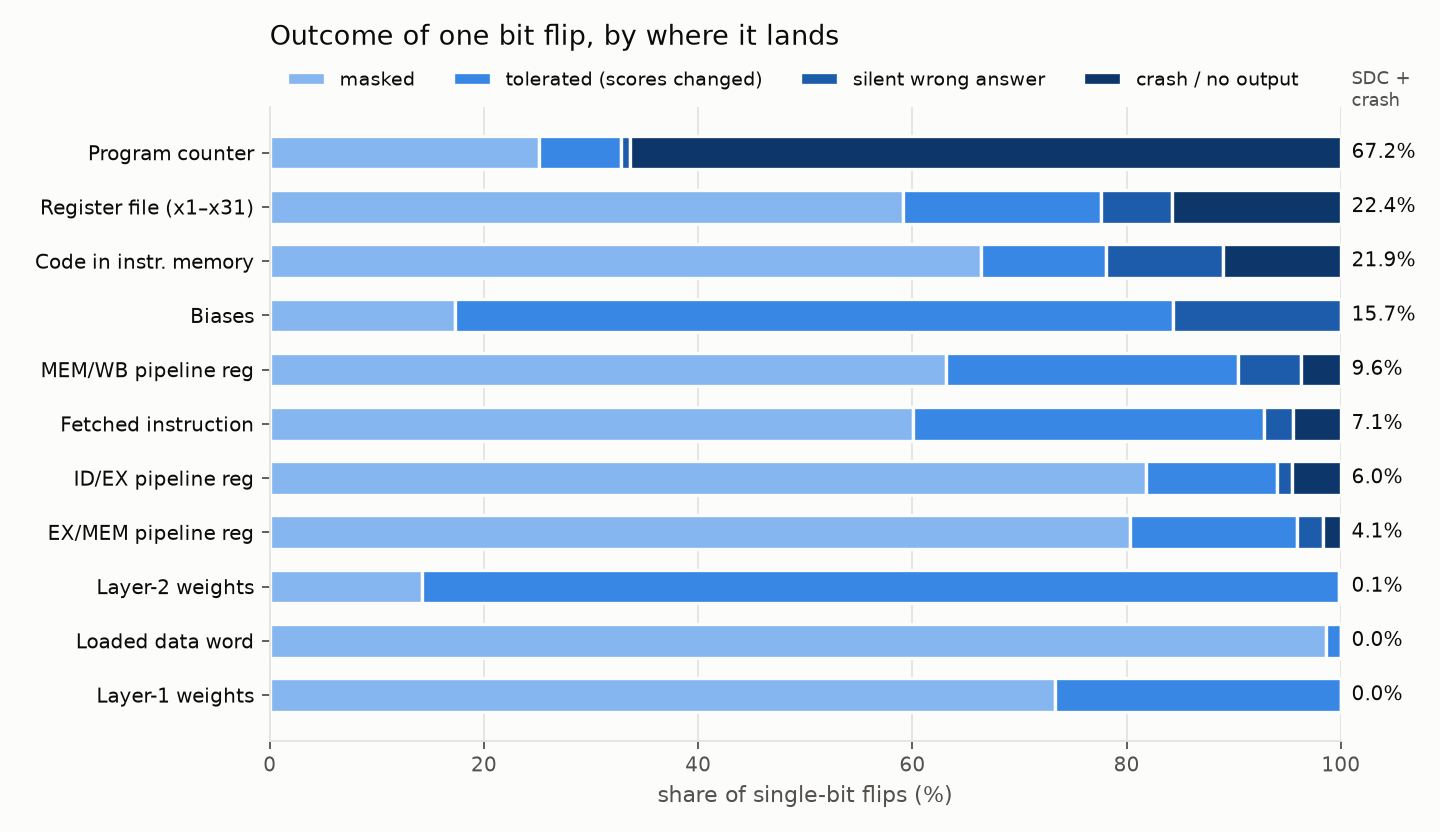 Outcome of one bit flip, by where it lands
masked
tolerated (scores changed)
silent wrong answer
crash / no output
SDC +
crash
Program counter
67.2%
Register file (x1–x31)
22.4%
Code in instr. memory
21.9%
Biases
15.7%
MEM/WB pipeline reg
9.6%
Fetched instruction
7.1%
ID/EX pipeline reg
6.0%
EX/MEM pipeline reg
4.1%
Layer-2 weights
0.1%
Loaded data word
0.0%
Layer-1 weights
0.0%
0
20
40
60
80
100
share of single-bit flips (%)